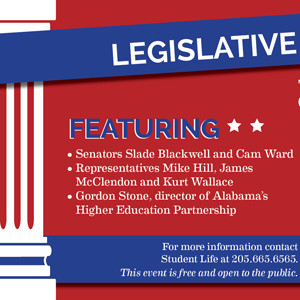 LEGISLATIVE
FEATURING
• Senators Slade Blackwell and Cam Ward
• Representatives Mike Hill, James
McClendon and Kurt Wallace
• Gordon Stone, director of Alabama's
Higher Education Partnership
For more information contact
Student Life at 205.665.6565.
This event is free and open to the public.